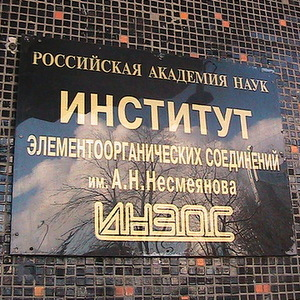 РОССИЙСКАЯ АКАДЕМИЯ НАУК
ИНСТИТУТ
ЭЛЕМЕНТООРГАНИЧЕСКИХ СОЕДИНЕНИЙ
им. А.Н.Несмеянова
ИНЭОС